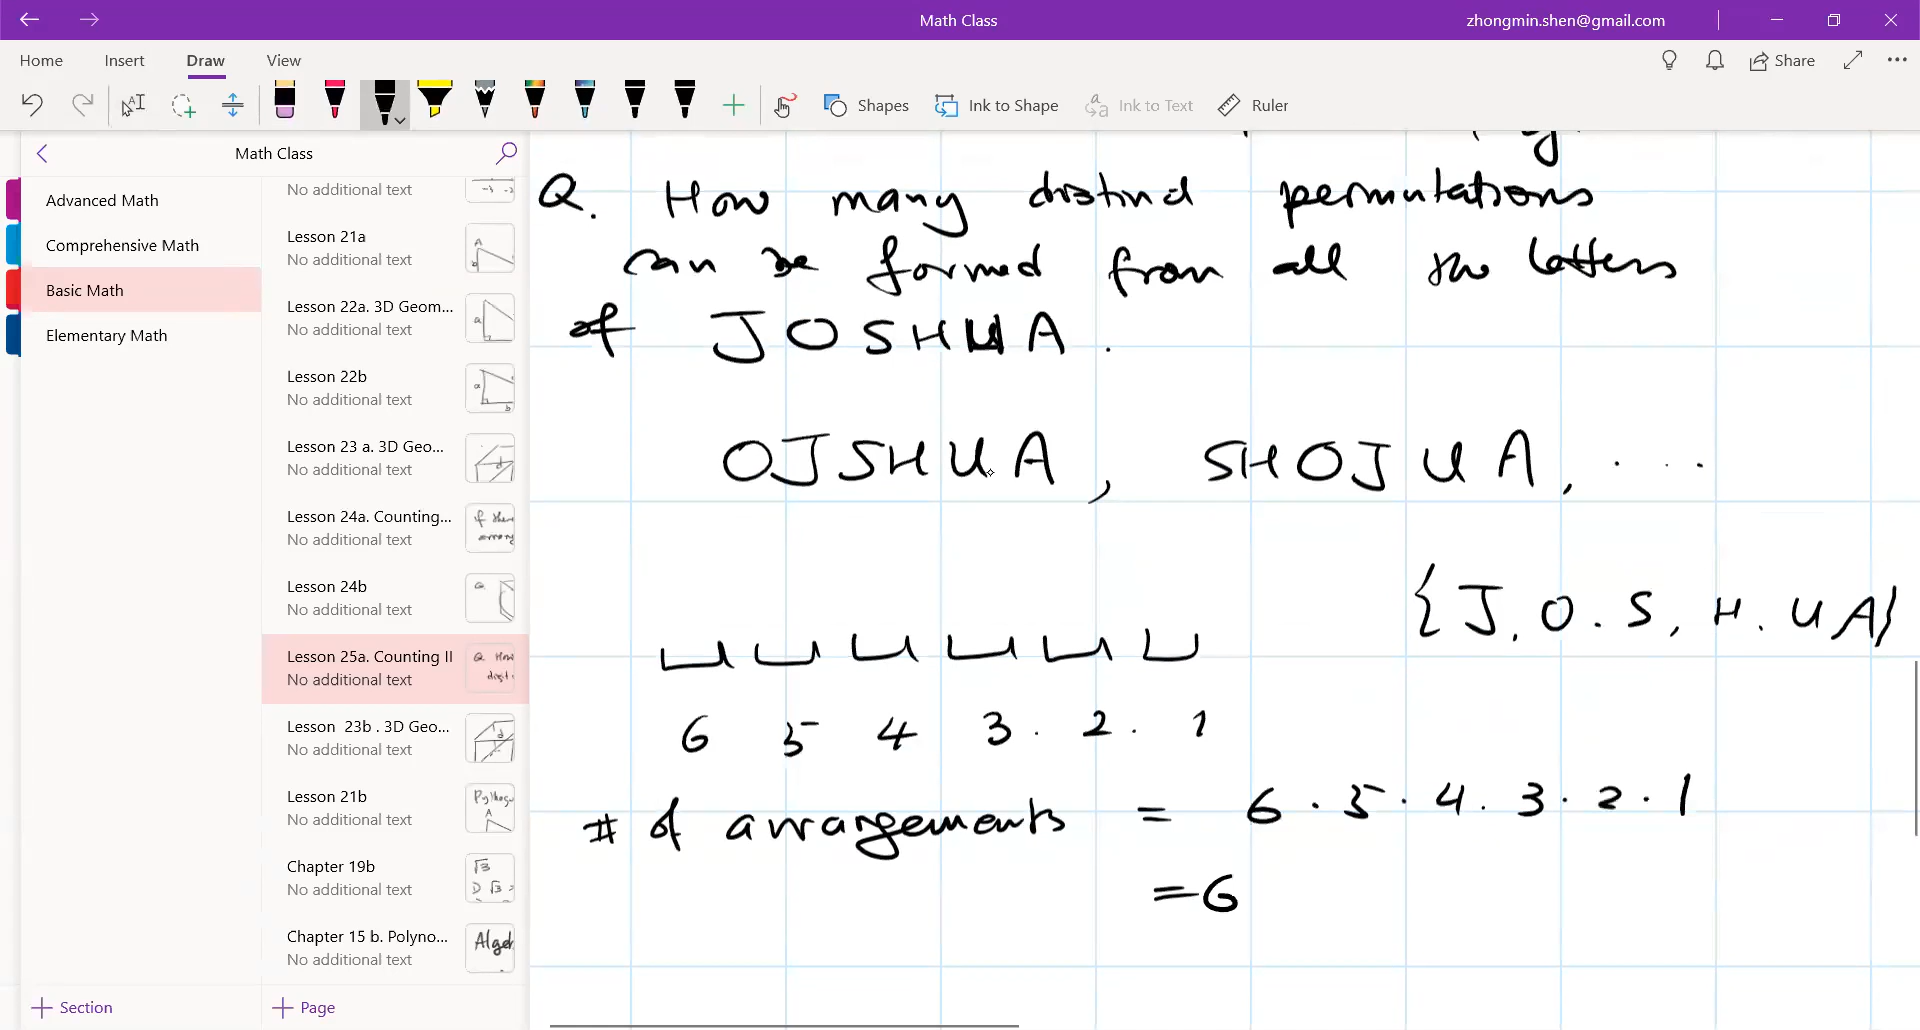 Math Class
zhongmin.shen@gmail.com
Home Insert Draw View
Share
Shapes Ink to Shape Ink to Text Ruler
Math Class
Advanced Math
Comprehensive Math
Basic Math
Elementary Math
No additional text
Lesson 21a
No additional text
Lesson 22a. 3D Geom...
No additional text
Lesson 22b
No additional text
Lesson 23 a. 3D Geo...
No additional text
Lesson 24a. Counting...
No additional text
Lesson 24b
No additional text
Lesson 25a. Counting II
No additional text
Lesson 23b . 3D Geo...
No additional text
Lesson 21b
No additional text
Chapter 19b
No additional text
Chapter 15 b. Polyno...
No additional text
Section
Page
Q. How many distinct permutations
can be formed from all the letters
of JOSHUA.
OJSHUA, SHOJUA, ...
{J, O. S, H. U A}
6 5 4 3 . 2 . 1
# of arrangements = 6 · 5 · 4 · 3 · 2 · 1
= 6